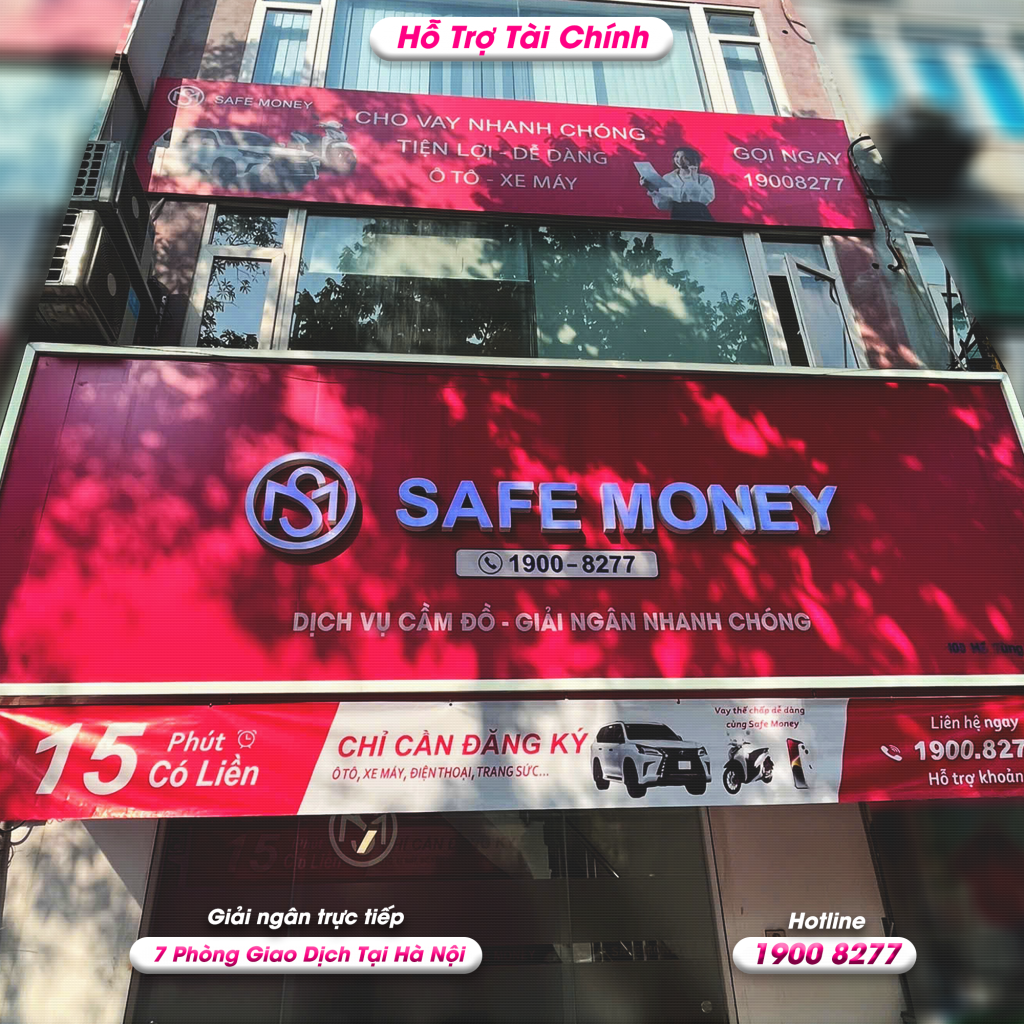 Hỗ Trợ Tài Chính
SAFE MONEY
CHO VAY NHANH CHÓNG
TIỆN LỢI - DỄ DÀNG
Ô TÔ - XE MÁY
GỌI NGAY
19008277
SAFE MONEY
1900-8277
DỊCH VỤ CẦM ĐỒ - GIẢI NGÂN NHANH CHÓNG
15 Phút
Có Liền
CHỈ CẦN ĐĂNG KÝ
Ô TÔ, XE MÁY, ĐIỆN THOẠI, TRANG SỨC...
Vay thế chấp dễ dàng
cùng Safe Money
Liên hệ ngay
1900.827
Hỗ trợ khoản
Giải ngân trực tiếp
7 Phòng Giao Dịch Tại Hà Nội
Hotline
1900 8277